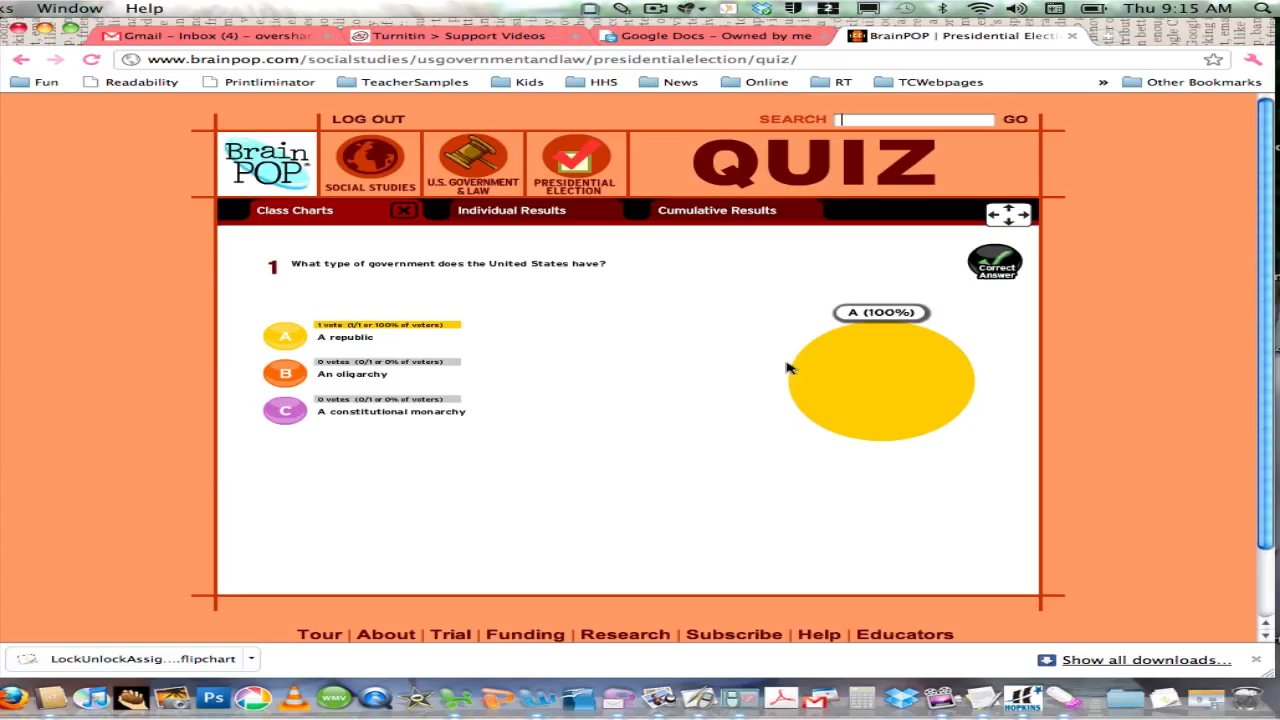 ks Window Help Thu 9:15 AM
Gmail – Inbox (4) – overshar Turnitin > Support Videos Google Docs – Owned by me BrainPOP | Presidential Electi
www.brainpop.com/socialstudies/usgovernmentandlaw/presidentialelection/quiz/
Fun Readability Printliminator TeacherSamples Kids HHS News Online RT TCWebpages » Other Bookmarks
LOG OUT SEARCH GO
Brain POP
SOCIAL STUDIES
U.S. GOVERNMENT & LAW
PRESIDENTIAL ELECTION
QUIZ
Class Charts Individual Results Cumulative Results
1 What type of government does the United States have?
Correct Answer
A (100%)
1 vote (1/1 or 100% of voters)
A A republic
0 votes (0/1 or 0% of voters)
B An oligarchy
0 votes (0/1 or 0% of voters)
C A constitutional monarchy
Tour | About | Trial | Funding | Research | Subscribe | Help | Educators
LockUnlockAssig....flipchart Show all downloads...
Ps WMV HOPKINS